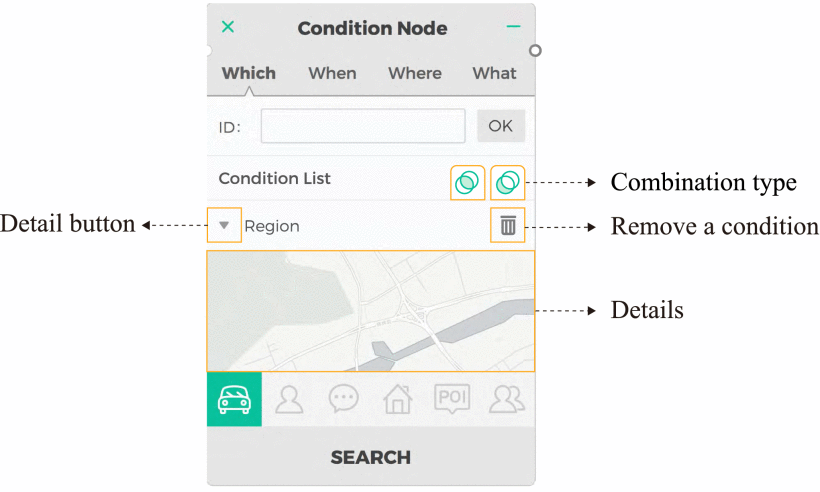 Condition Node
Which When Where What
ID: OK
Condition List
Combination type
Detail button
Region
Remove a condition
Details
POI
SEARCH